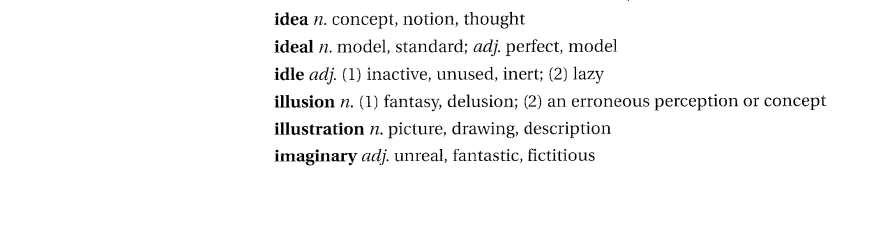 idea n. concept, notion, thought
ideal n. model, standard; adj. perfect, model
idle adj. (1) inactive, unused, inert; (2) lazy
illusion n. (1) fantasy, delusion; (2) an erroneous perception or concept
illustration n. picture, drawing, description
imaginary adj. unreal, fantastic, fictitious